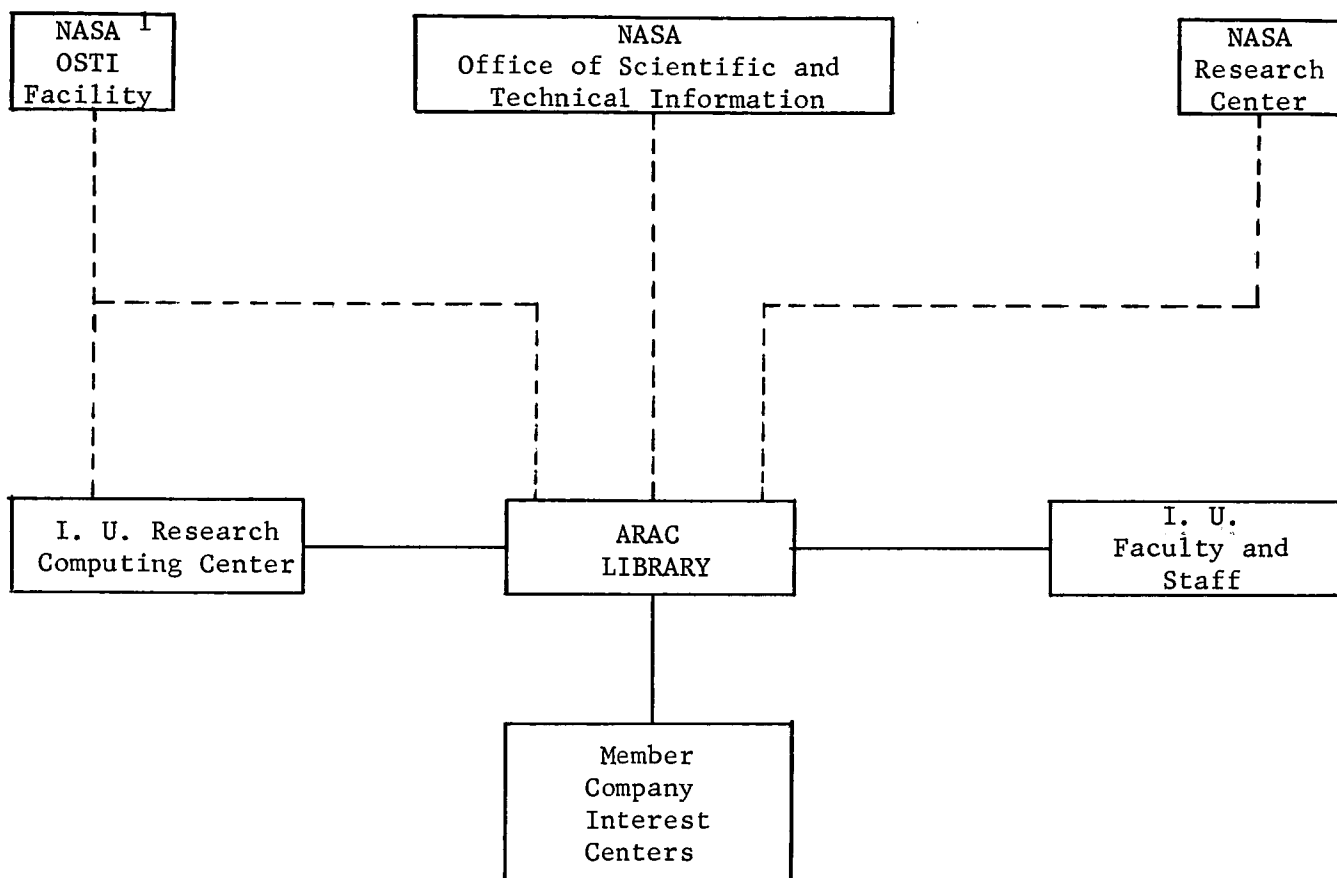 NASA 1
OSTI
Facility
NASA
Office of Scientific and
Technical Information
NASA
Research
Center
I. U. Research
Computing Center
ARAC
LIBRARY
I. U.
Faculty and
Staff
Member
Company
Interest
Centers